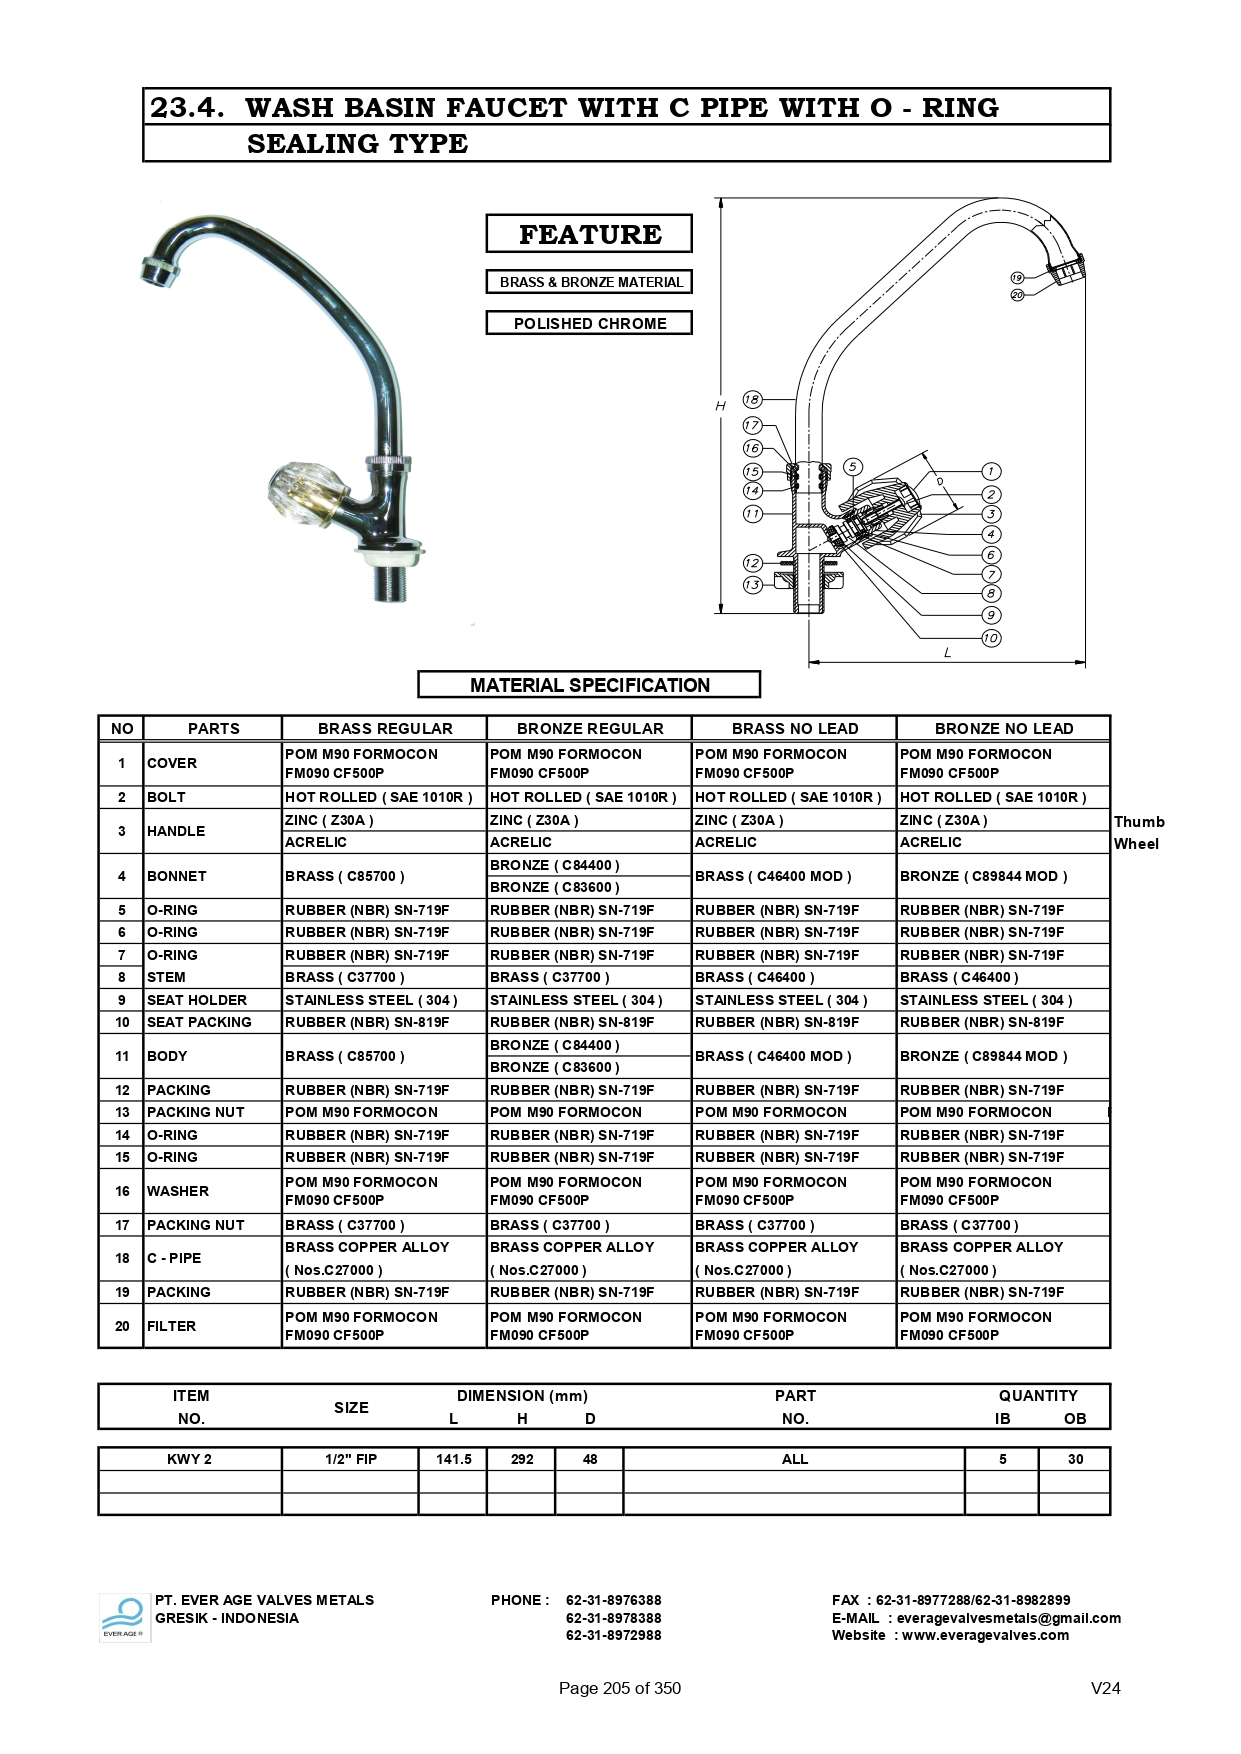 23.4. WASH BASIN FAUCET WITH C PIPE WITH O - RING
SEALING TYPE
FEATURE
BRASS & BRONZE MATERIAL
POLISHED CHROME
H
18
17
16
15
14
11
12
13
5
19
20
D
1
2
3
4
6
7
8
9
10
L
MATERIAL SPECIFICATION
NO PARTS BRASS REGULAR BRONZE REGULAR BRASS NO LEAD BRONZE NO LEAD
1 COVER POM M90 FORMOCON FM090 CF500P POM M90 FORMOCON FM090 CF500P POM M90 FORMOCON FM090 CF500P POM M90 FORMOCON FM090 CF500P
2 BOLT HOT ROLLED ( SAE 1010R ) HOT ROLLED ( SAE 1010R ) HOT ROLLED ( SAE 1010R ) HOT ROLLED ( SAE 1010R )
3 HANDLE ZINC ( Z30A ) ZINC ( Z30A ) ZINC ( Z30A ) ZINC ( Z30A ) Thumb
ACRELIC ACRELIC ACRELIC ACRELIC Wheel
4 BONNET BRASS ( C85700 ) BRONZE ( C84400 ) BRONZE ( C83600 ) BRASS ( C46400 MOD ) BRONZE ( C89844 MOD )
5 O-RING RUBBER (NBR) SN-719F RUBBER (NBR) SN-719F RUBBER (NBR) SN-719F RUBBER (NBR) SN-719F
6 O-RING RUBBER (NBR) SN-719F RUBBER (NBR) SN-719F RUBBER (NBR) SN-719F RUBBER (NBR) SN-719F
7 O-RING RUBBER (NBR) SN-719F RUBBER (NBR) SN-719F RUBBER (NBR) SN-719F RUBBER (NBR) SN-719F
8 STEM BRASS ( C37700 ) BRASS ( C37700 ) BRASS ( C46400 ) BRASS ( C46400 )
9 SEAT HOLDER STAINLESS STEEL ( 304 ) STAINLESS STEEL ( 304 ) STAINLESS STEEL ( 304 ) STAINLESS STEEL ( 304 )
10 SEAT PACKING RUBBER (NBR) SN-819F RUBBER (NBR) SN-819F RUBBER (NBR) SN-819F RUBBER (NBR) SN-819F
11 BODY BRASS ( C85700 ) BRONZE ( C84400 ) BRONZE ( C83600 ) BRASS ( C46400 MOD ) BRONZE ( C89844 MOD )
12 PACKING RUBBER (NBR) SN-719F RUBBER (NBR) SN-719F RUBBER (NBR) SN-719F RUBBER (NBR) SN-719F
13 PACKING NUT POM M90 FORMOCON POM M90 FORMOCON POM M90 FORMOCON POM M90 FORMOCON
14 O-RING RUBBER (NBR) SN-719F RUBBER (NBR) SN-719F RUBBER (NBR) SN-719F RUBBER (NBR) SN-719F
15 O-RING RUBBER (NBR) SN-719F RUBBER (NBR) SN-719F RUBBER (NBR) SN-719F RUBBER (NBR) SN-719F
16 WASHER POM M90 FORMOCON FM090 CF500P POM M90 FORMOCON FM090 CF500P POM M90 FORMOCON FM090 CF500P POM M90 FORMOCON FM090 CF500P
17 PACKING NUT BRASS ( C37700 ) BRASS ( C37700 ) BRASS ( C37700 ) BRASS ( C37700 )
18 C - PIPE BRASS COPPER ALLOY ( Nos.C27000 ) BRASS COPPER ALLOY ( Nos.C27000 ) BRASS COPPER ALLOY ( Nos.C27000 ) BRASS COPPER ALLOY ( Nos.C27000 )
19 PACKING RUBBER (NBR) SN-719F RUBBER (NBR) SN-719F RUBBER (NBR) SN-719F RUBBER (NBR) SN-719F
20 FILTER POM M90 FORMOCON FM090 CF500P POM M90 FORMOCON FM090 CF500P POM M90 FORMOCON FM090 CF500P POM M90 FORMOCON FM090 CF500P
ITEM NO. SIZE DIMENSION (mm) L H D PART NO. QUANTITY IB OB
KWY 2 1/2" FIP 141.5 292 48 ALL 5 30
EVER AGE ®
PT. EVER AGE VALVES METALS PHONE : 62-31-8976388 FAX : 62-31-8977288/62-31-8982899
GRESIK - INDONESIA 62-31-8978388 E-MAIL : everagevalvesmetals@gmail.com
62-31-8972988 Website : www.everagevalves.com
Page 205 of 350 V24